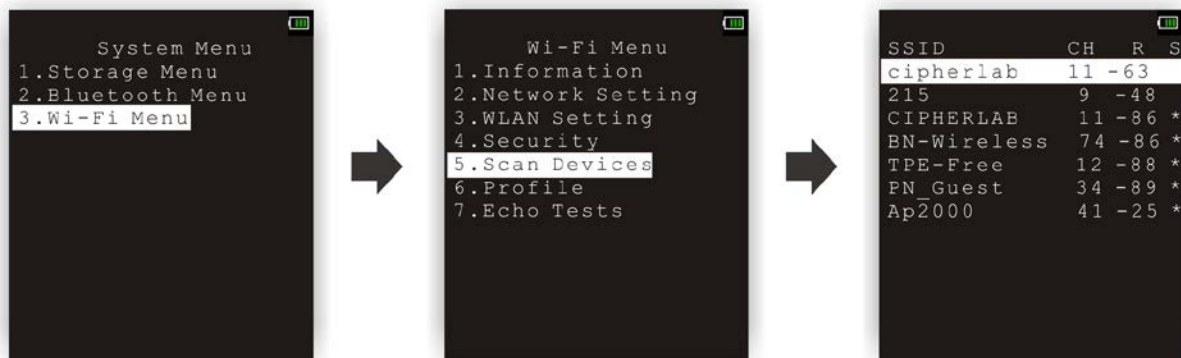 System Menu
1.Storage Menu
2.Bluetooth Menu
3.Wi-Fi Menu
Wi-Fi Menu
1.Information
2.Network Setting
3.WLAN Setting
4.Security
5.Scan Devices
6.Profile
7.Echo Tests
SSID CH R S
cipherlab 11 -63
215 9 -48
CIPHERLAB 11 -86 *
BN-Wireless 74 -86 *
TPE-Free 12 -88 *
PN_Guest 34 -89 *
Ap2000 41 -25 *